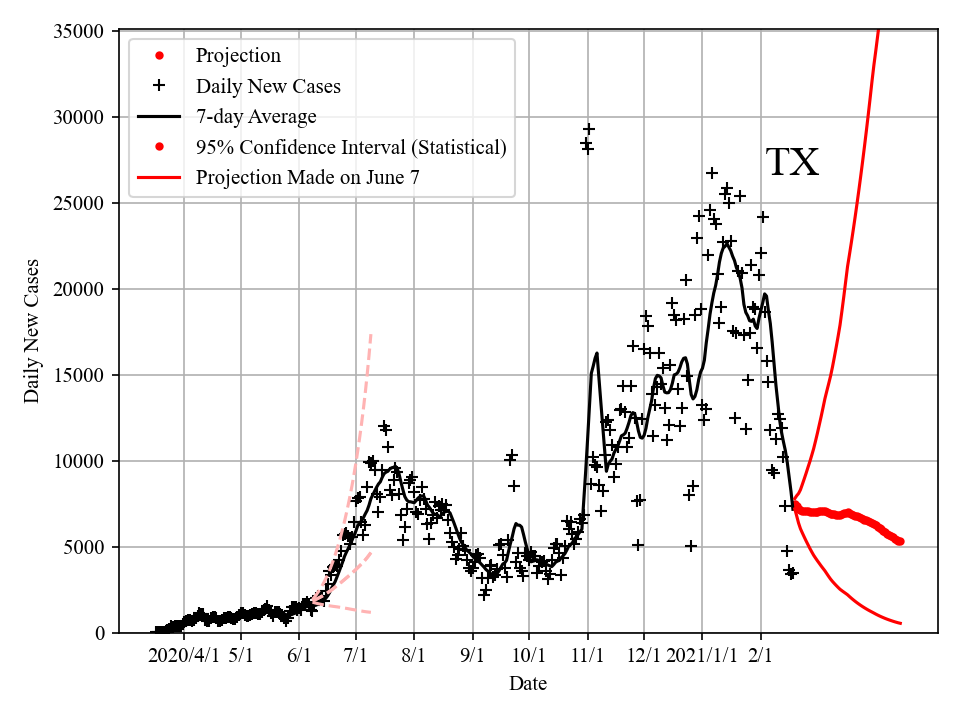 35000
30000
25000
20000
15000
10000
5000
0
Daily New Cases
Projection
Daily New Cases
7-day Average
95% Confidence Interval (Statistical)
Projection Made on June 7
TX
2020/4/1 5/1 6/1 7/1 8/1 9/1 10/1 11/1 12/1 2021/1/1 2/1
Date